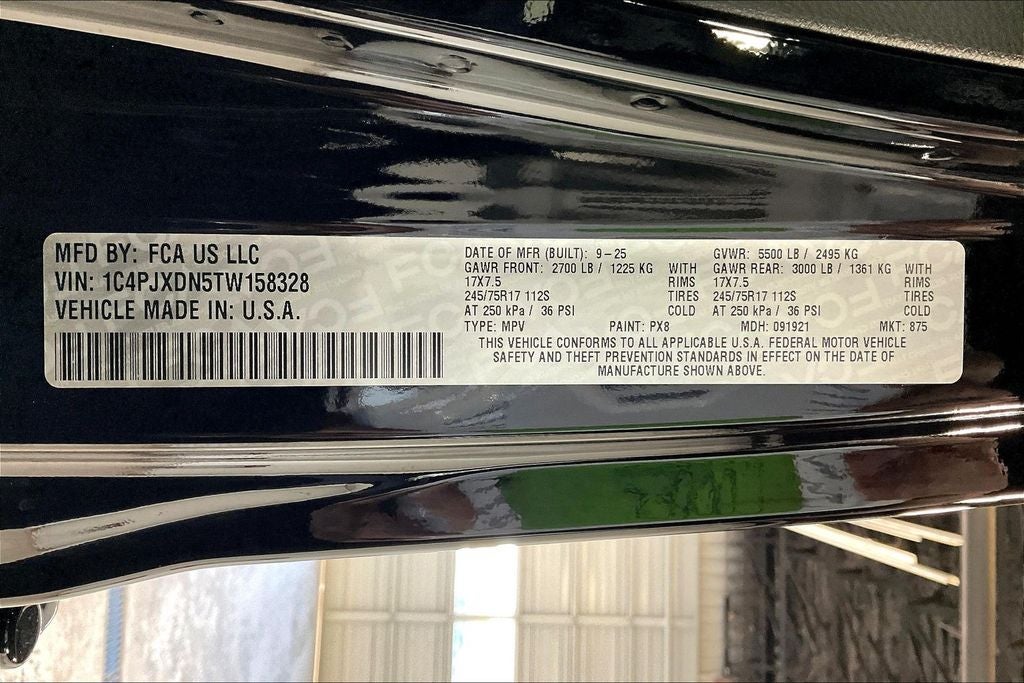 MFD BY: FCA US LLC
VIN: 1C4PJXDN5TW158328
VEHICLE MADE IN: U.S.A.
DATE OF MFR (BUILT): 9-25 GVWR: 5500 LB / 2495 KG
GAWR FRONT: 2700 LB / 1225 KG WITH GAWR REAR: 3000 LB / 1361 KG WITH
17X7.5 RIMS 17X7.5 RIMS
245/75R17 112S TIRES 245/75R17 112S TIRES
AT 250 kPa / 36 PSI COLD AT 250 kPa / 36 PSI COLD
TYPE: MPV PAINT: PX8 MDH: 091921 MKT: 875
THIS VEHICLE CONFORMS TO ALL APPLICABLE U.S.A. FEDERAL MOTOR VEHICLE
SAFETY AND THEFT PREVENTION STANDARDS IN EFFECT ON THE DATE OF
MANUFACTURE SHOWN ABOVE.